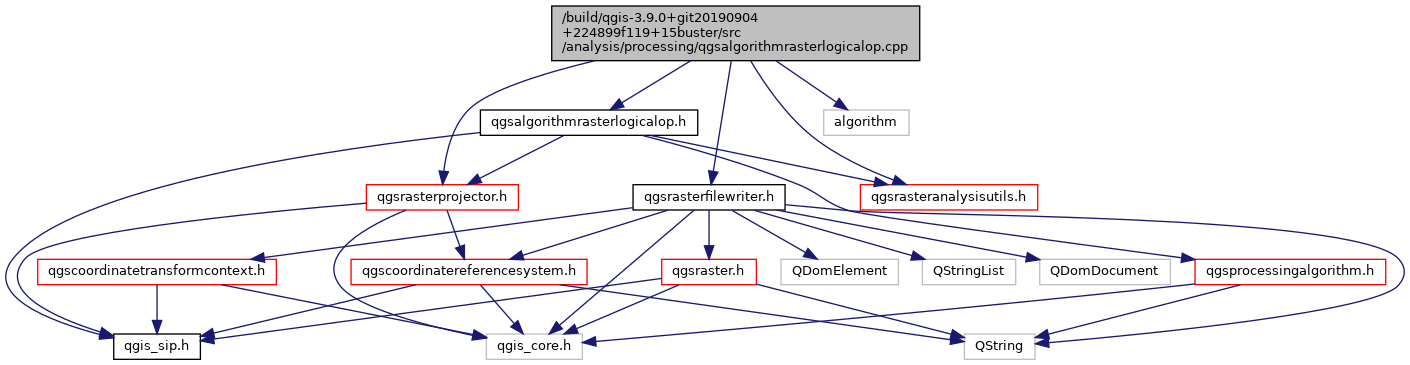 /build/qgis-3.9.0+git20190904
+224899f119+15buster/src
/analysis/processing/qgsalgorithmrasterlogicalop.cpp
qgsalgorithmrasterlogicalop.h
algorithm
qgsrasterprojector.h
qgsrasterfilewriter.h
qgsrasteranalysisutils.h
qgscoordinatetransformcontext.h
qgscoordinatereferencesystem.h
qgsraster.h
QDomElement
QStringList
QDomDocument
qgsprocessingalgorithm.h
qgis_sip.h
qgis_core.h
QString